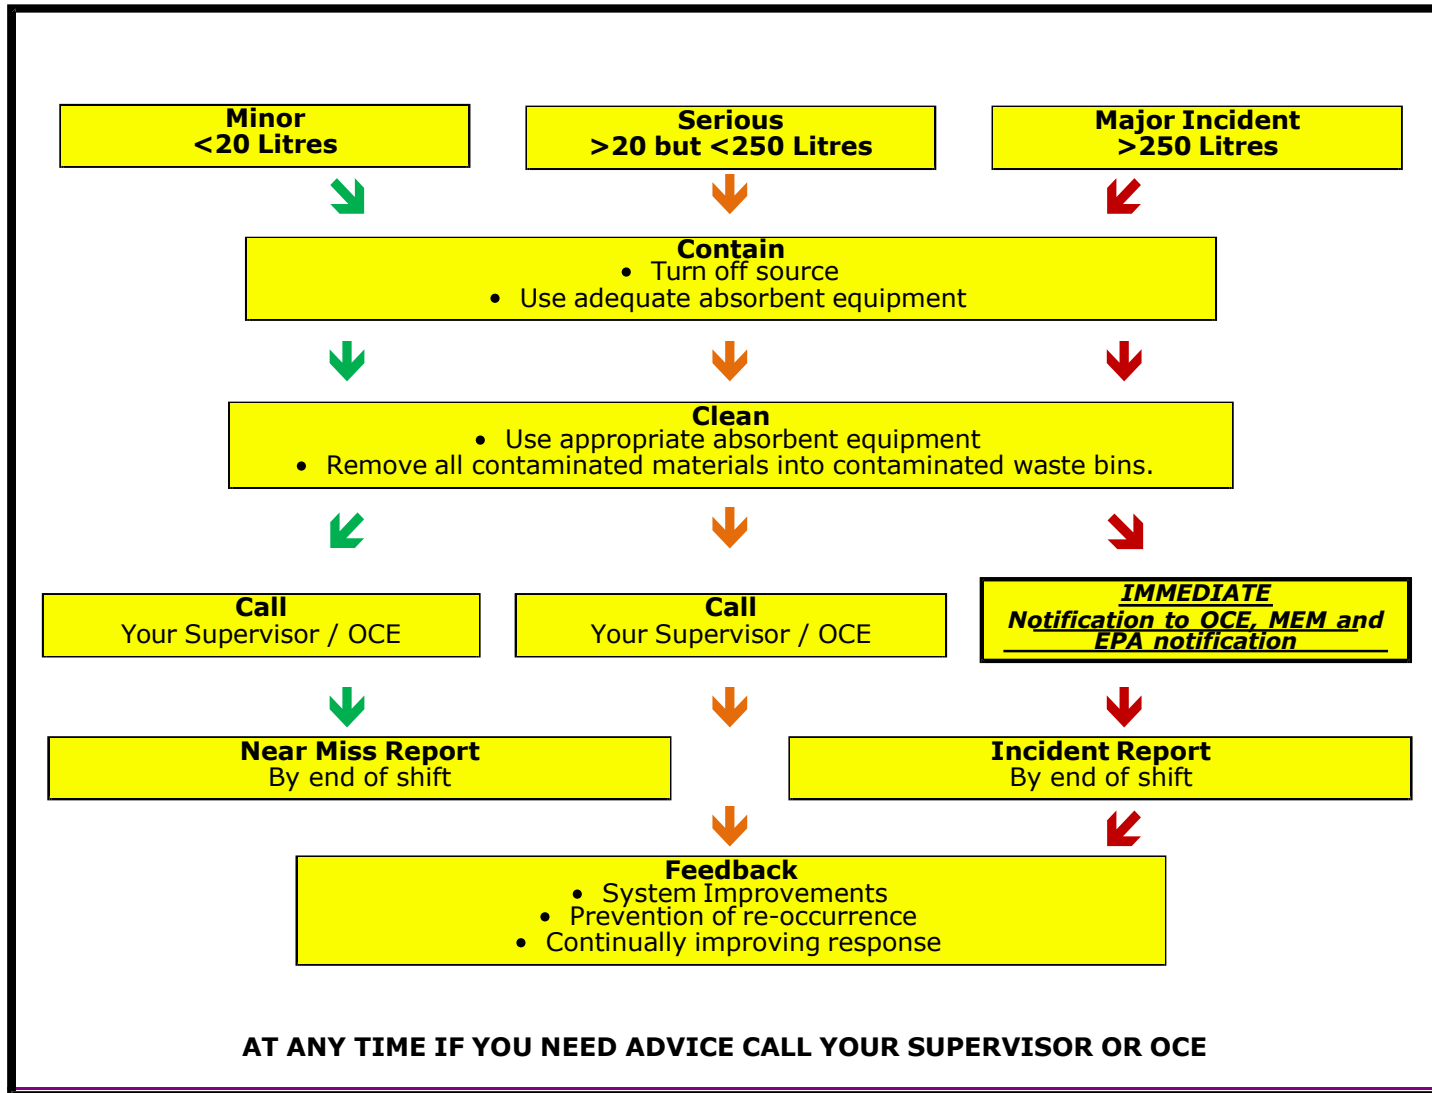 Minor
<20 Litres
Serious
>20 but <250 Litres
Major Incident
>250 Litres
Contain
• Turn off source
• Use adequate absorbent equipment
Clean
• Use appropriate absorbent equipment
• Remove all contaminated materials into contaminated waste bins.
Call
Your Supervisor / OCE
Call
Your Supervisor / OCE
IMMEDIATE
Notification to OCE, MEM and
EPA notification
Near Miss Report
By end of shift
Incident Report
By end of shift
Feedback
• System Improvements
• Prevention of re-occurrence
• Continually improving response
AT ANY TIME IF YOU NEED ADVICE CALL YOUR SUPERVISOR OR OCE